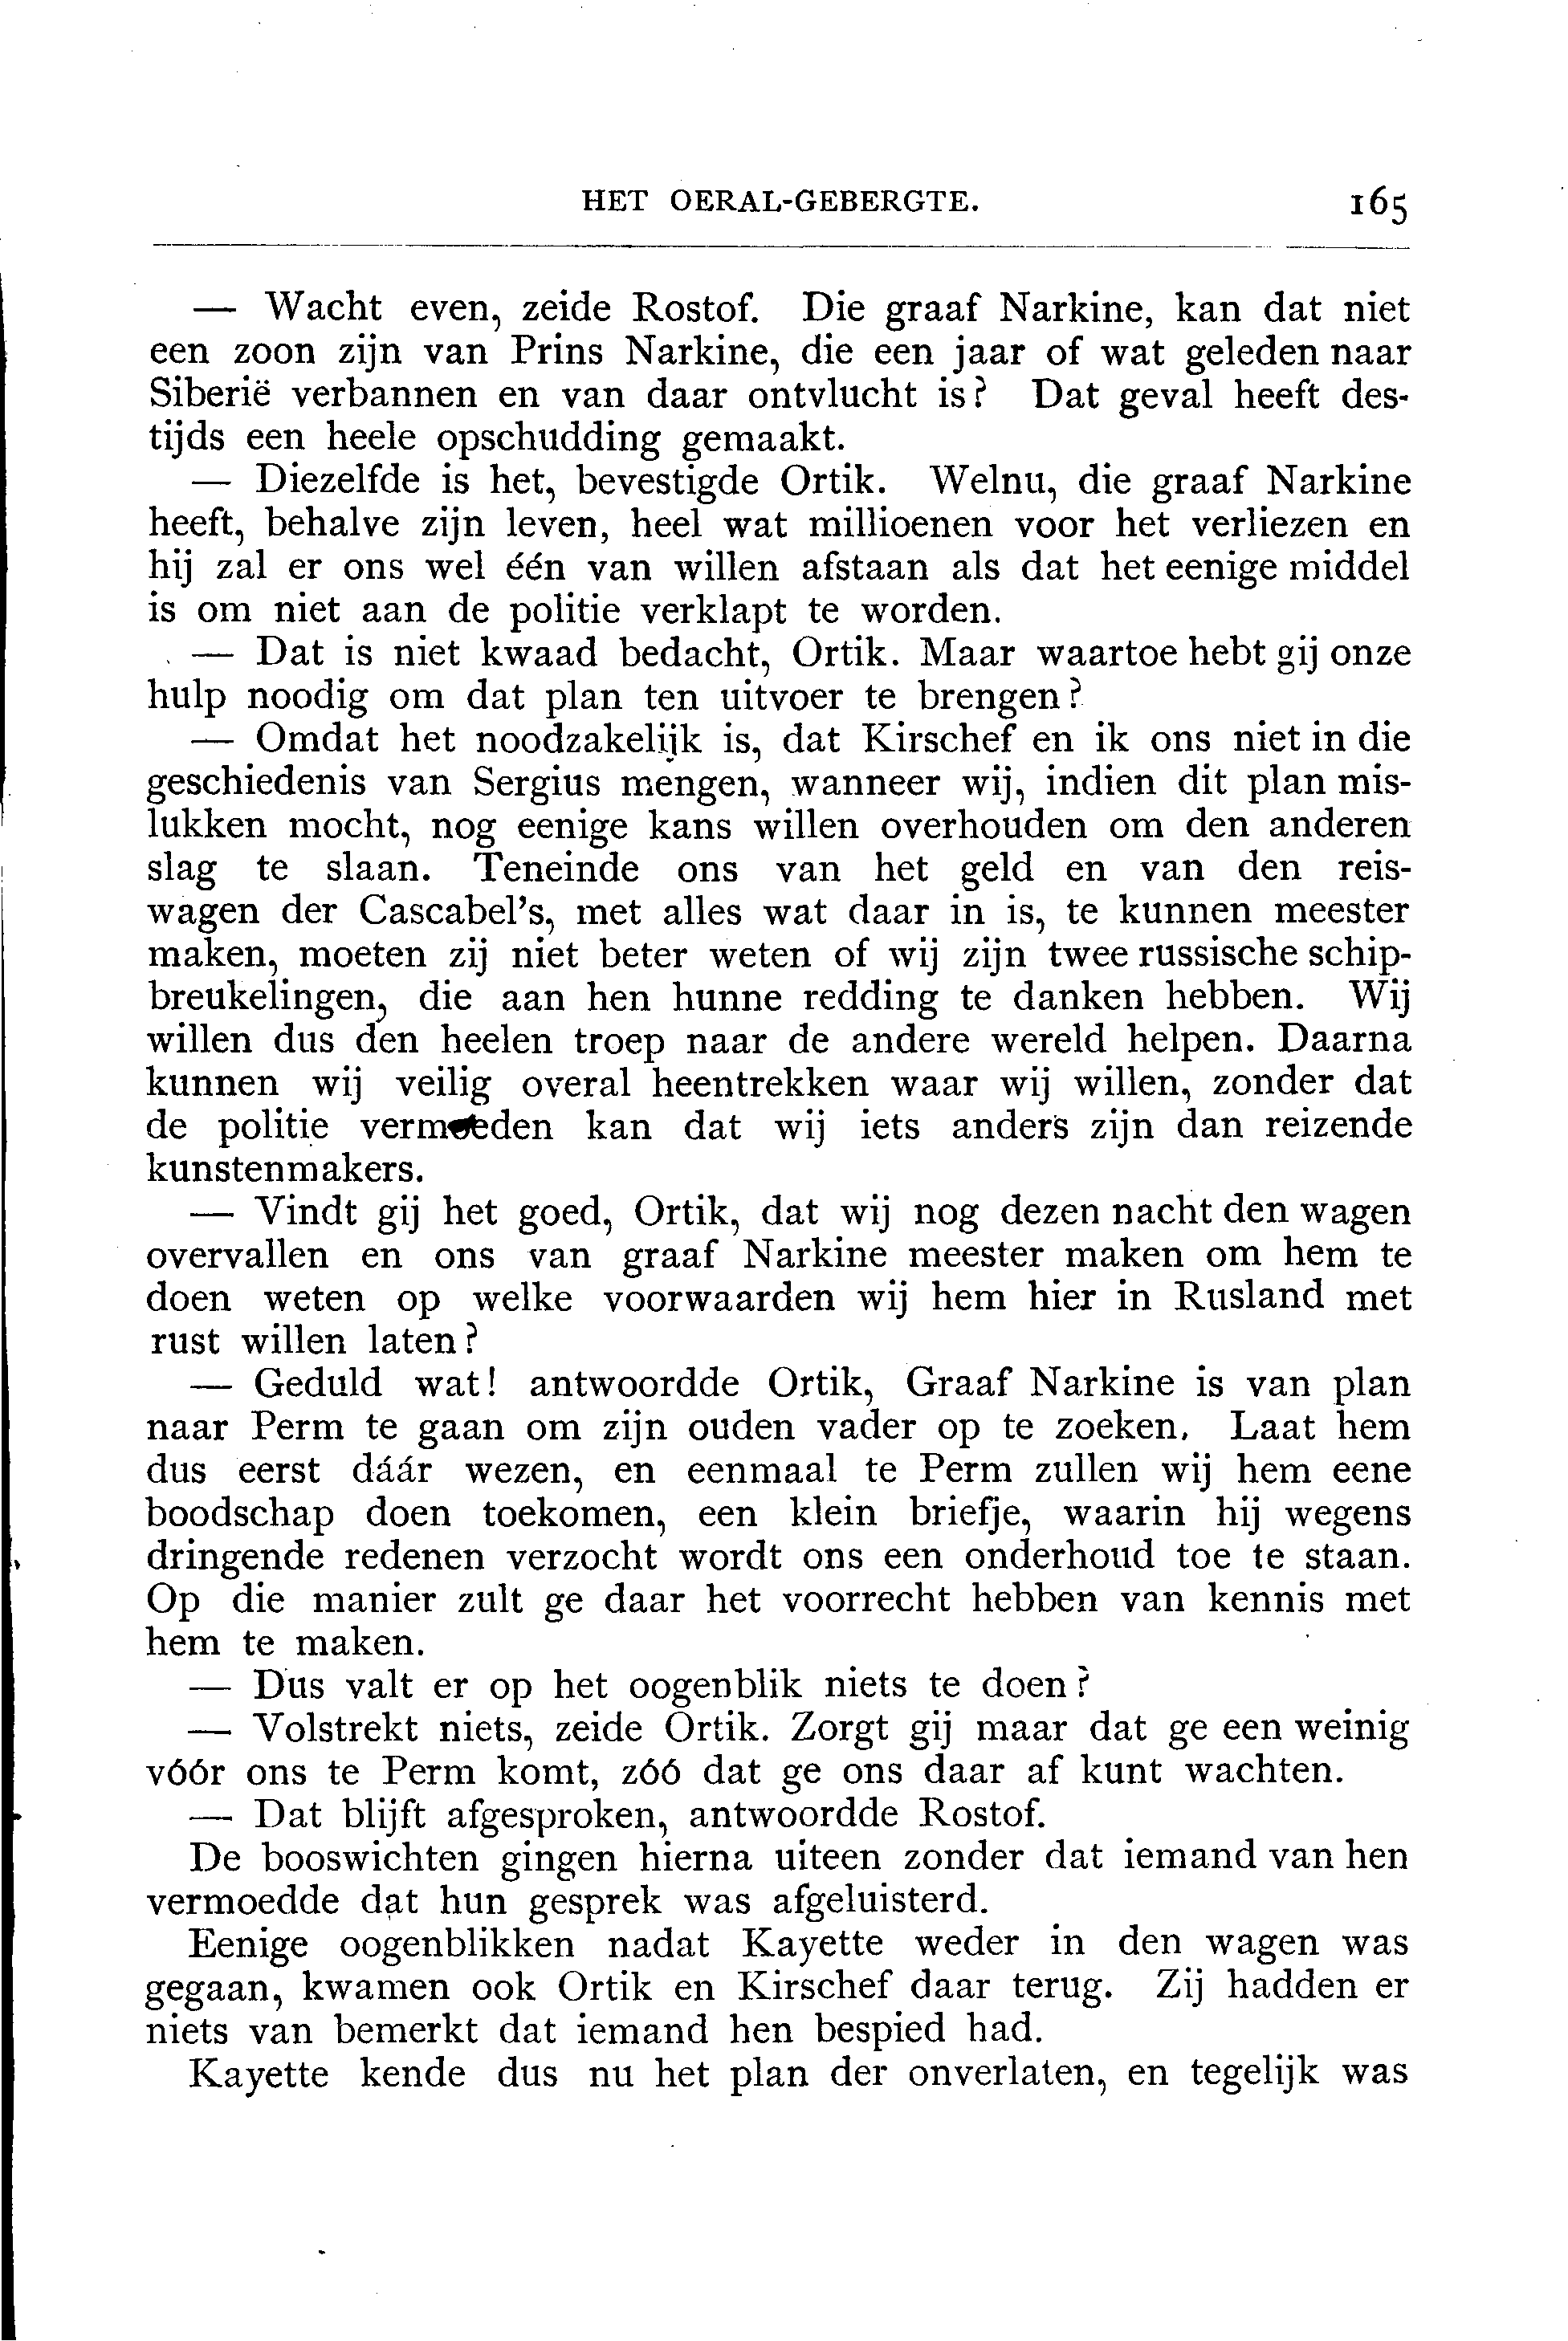 HET OERAL-GEBERGTE. 165
— Wacht even, zeide Rostof. Die graaf Narkine, kan dat niet
een zoon zijn van Prins Narkine, die een jaar of wat geleden naar
Siberië verbannen en van daar ontvlucht is? Dat geval heeft des-
tijds een heele opschudding gemaakt.
— Diezelfde is het, bevestigde Ortik. Welnu, die graaf Narkine
heeft, behalve zijn leven, heel wat millioenen voor het verliezen en
hij zal er ons wel één van willen afstaan als dat het eenige middel
is om niet aan de politie verklapt te worden.
— Dat is niet kwaad bedacht, Ortik. Maar waartoe hebt gij onze
hulp noodig om dat plan ten uitvoer te brengen?
— Omdat het noodzakelijk is, dat Kirschef en ik ons niet in die
geschiedenis van Sergius mengen, wanneer wij, indien dit plan mis-
lukken mocht, nog eenige kans willen overhouden om den anderen
slag te slaan. Teneinde ons van het geld en van den reis-
wagen der Cascabel's, met alles wat daar in is, te kunnen meester
maken, moeten zij niet beter weten of wij zijn twee russische schip-
breukelingen, die aan hen hunne redding te danken hebben. Wij
willen dus den heelen troep naar de andere wereld helpen. Daarna
kunnen wij veilig overal heentrekken waar wij willen, zonder dat
de politie vermoeden kan dat wij iets anders zijn dan reizende
kunstenmakers.
— Vindt gij het goed, Ortik, dat wij nog dezen nacht den wagen
overvallen en ons van graaf Narkine meester maken om hem te
doen weten op welke voorwaarden wij hem hier in Rusland met
rust willen laten?
— Geduld wat! antwoordde Ortik, Graaf Narkine is van plan
naar Perm te gaan om zijn ouden vader op te zoeken. Laat hem
dus eerst dáár wezen, en eenmaal te Perm zullen wij hem eene
boodschap doen toekomen, een klein briefje, waarin hij wegens
dringende redenen verzocht wordt ons een onderhoud toe te staan.
Op die manier zult ge daar het voorrecht hebben van kennis met
hem te maken.
— Dus valt er op het oogenblik niets te doen?
— Volstrekt niets, zeide Ortik. Zorgt gij maar dat ge een weinig
vóór ons te Perm komt, zóó dat ge ons daar af kunt wachten.
— Dat blijft afgesproken, antwoordde Rostof.
De booswichten gingen hierna uiteen zonder dat iemand van hen
vermoedde dat hun gesprek was afgeluisterd.
Eenige oogenblikken nadat Kayette weder in den wagen was
gegaan, kwamen ook Ortik en Kirschef daar terug. Zij hadden er
niets van bemerkt dat iemand hen bespied had.
Kayette kende dus nu het plan der onverlaten, en tegelijk was